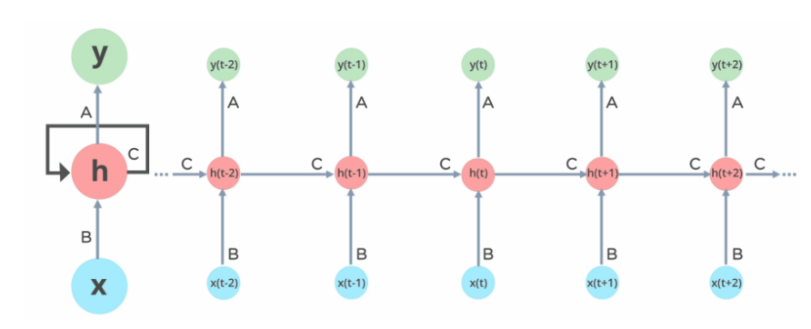 y
y(t-2) y(t-1) y(t) y(t+1) y(t+2)
A A A A A A
C
h
... C h(t-2) C h(t-1) C h(t) C h(t+1) C h(t+2) C ...
B B B B B B
x
x(t-2) x(t-1) x(t) x(t+1) x(t+2)